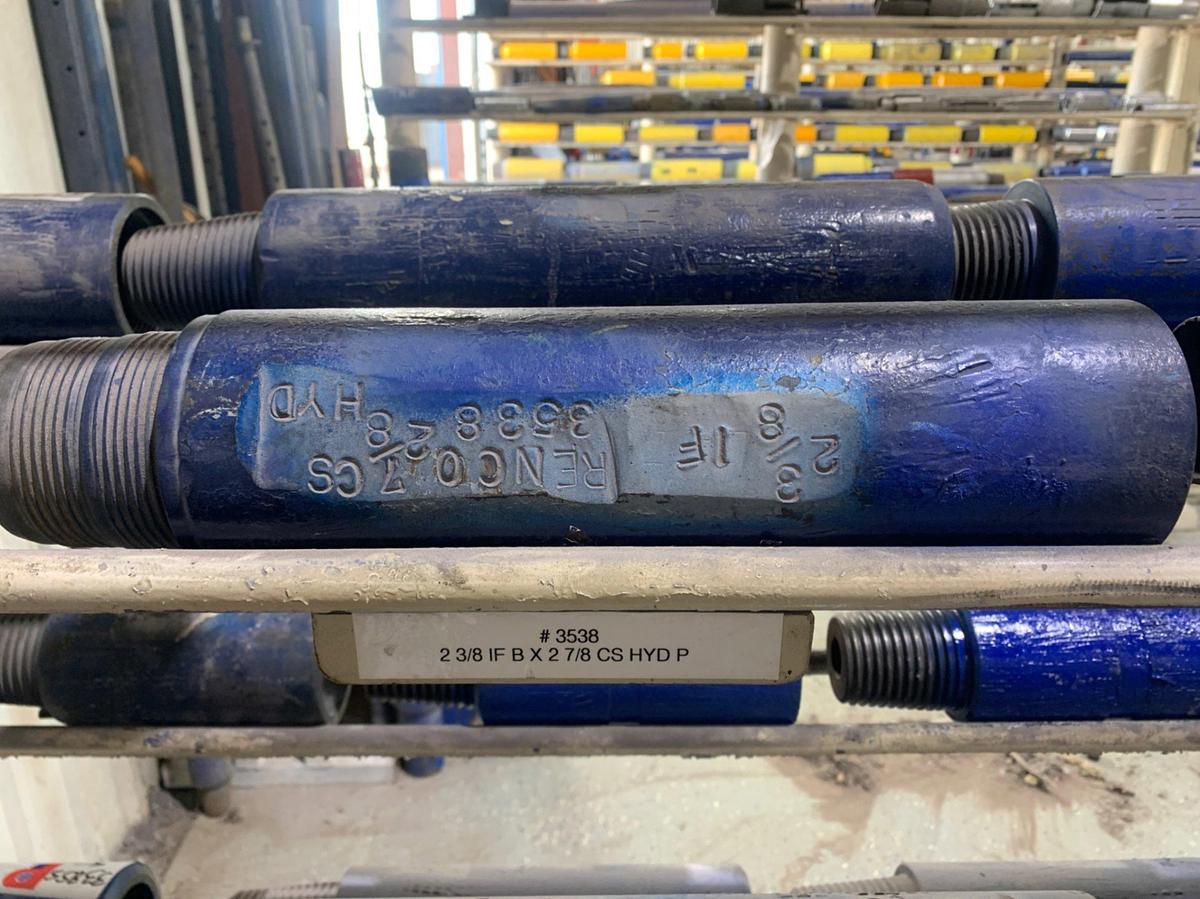 2 3/8 IF
RENCO
3538
2 7/8 CS
HYD
# 3538
2 3/8 IF B X 2 7/8 CS HYD P